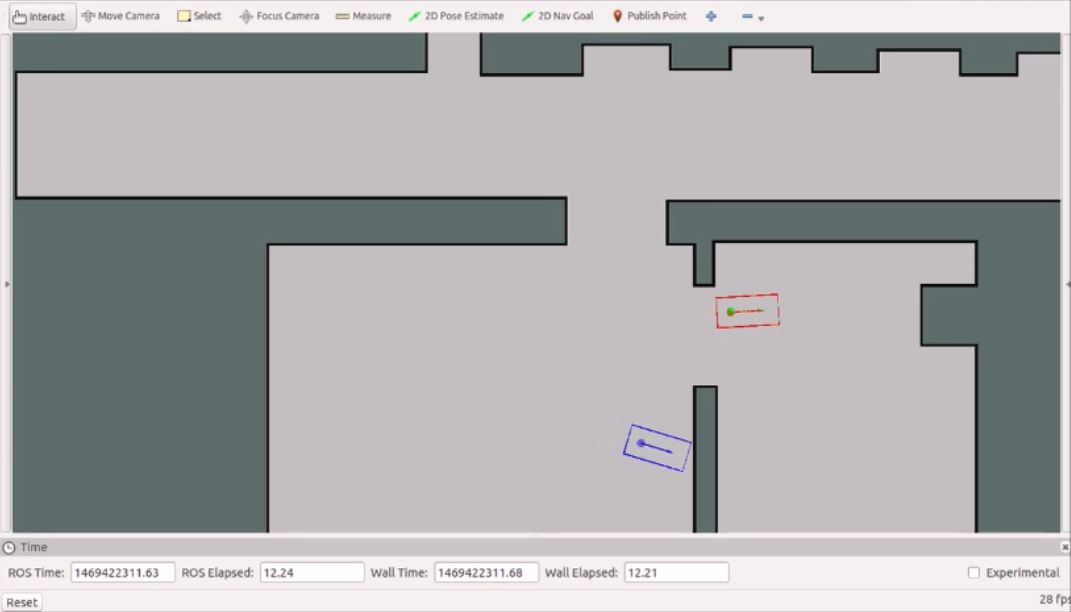 Interact Move Camera Select Focus Camera Measure 2D Pose Estimate 2D Nav Goal Publish Point
Time
ROS Time: 1469422311.63 ROS Elapsed: 12.24 Wall Time: 1469422311.68 Wall Elapsed: 12.21 Experimental
Reset 28 fps